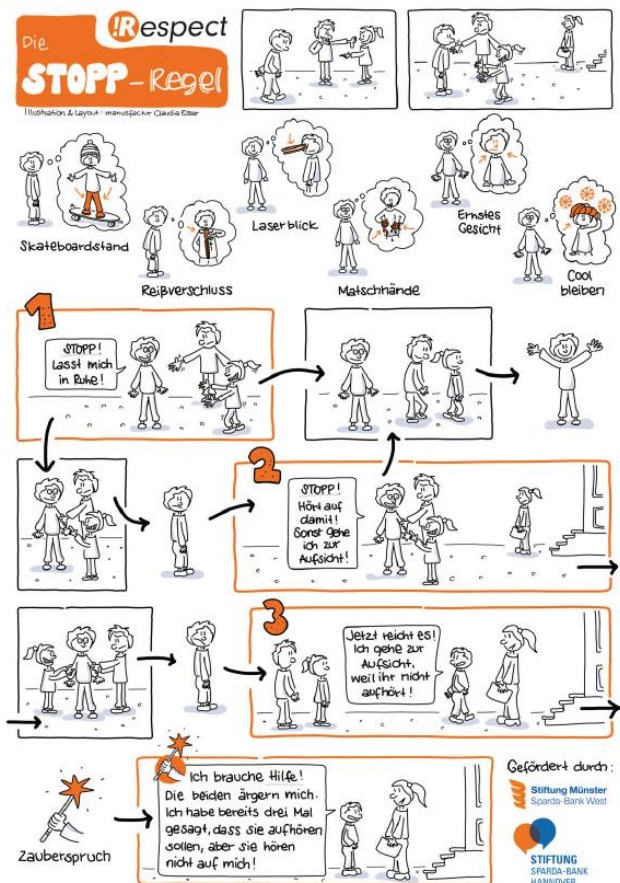 !Respect
Die
STOPP-Regel
Illustration & Layout: manusfactur Claudia Esser
Skateboardstand
Reißverschluss
Laserblick
Matschhände
Ernstes
Gesicht
Cool
bleiben
1
STOPP!
Lasst mich
in Ruhe!
2
STOPP!
Hört auf
damit!
Sonst gehe
ich zur
Aufsicht!
3
Jetzt reicht es!
Ich gehe zur
Aufsicht,
weil ihr nicht
aufhört!
Zauberspruch
Ich brauche Hilfe!
Die beiden ärgern mich.
Ich habe bereits drei Mal
gesagt, dass sie aufhören
sollen, aber sie hören
nicht auf mich!
Gefördert durch:
Stiftung Münster
Sparda-Bank West
STIFTUNG
SPARDA-BANK
HANNOVER